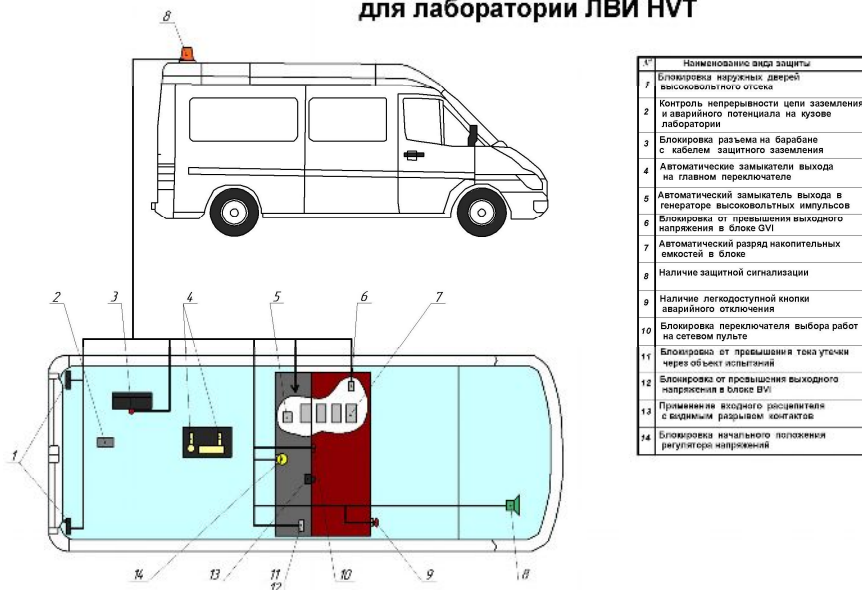 для лаборатории ЛВИ HVT
8
№ Наименование вида защиты
1 Блокировка наружных дверей
высоковольтного отсека
2 Контроль непрерывности цепи заземления
и аварийного потенциала на кузове
лаборатории
3 Блокировка разъема на барабане
с кабелем защитного заземления
4 Автоматические замыкатели выхода
на главном переключателе
5 Автоматический замыкатель выхода в
генераторе высоковольтных импульсов
6 Блокировка от превышения выходного
напряжения в блоке GVI
7 Автоматический разряд накопительных
емкостей в блоке
8 Наличие защитной сигнализации
9 Наличие легкодоступной кнопки
аварийного отключения
10 Блокировка переключателя выбора работ
на сетевом пульте
11 Блокировка от превышения тока утечки
через объект испытаний
12 Блокировка от превышения выходного
напряжения в блоке BVI
13 Применение входного расцепителя
с видимым разрывом контактов
14 Блокировка начального положения
регулятора напряжений
2 3 4 5 6 7
1
14 13 11 10 9 8
12